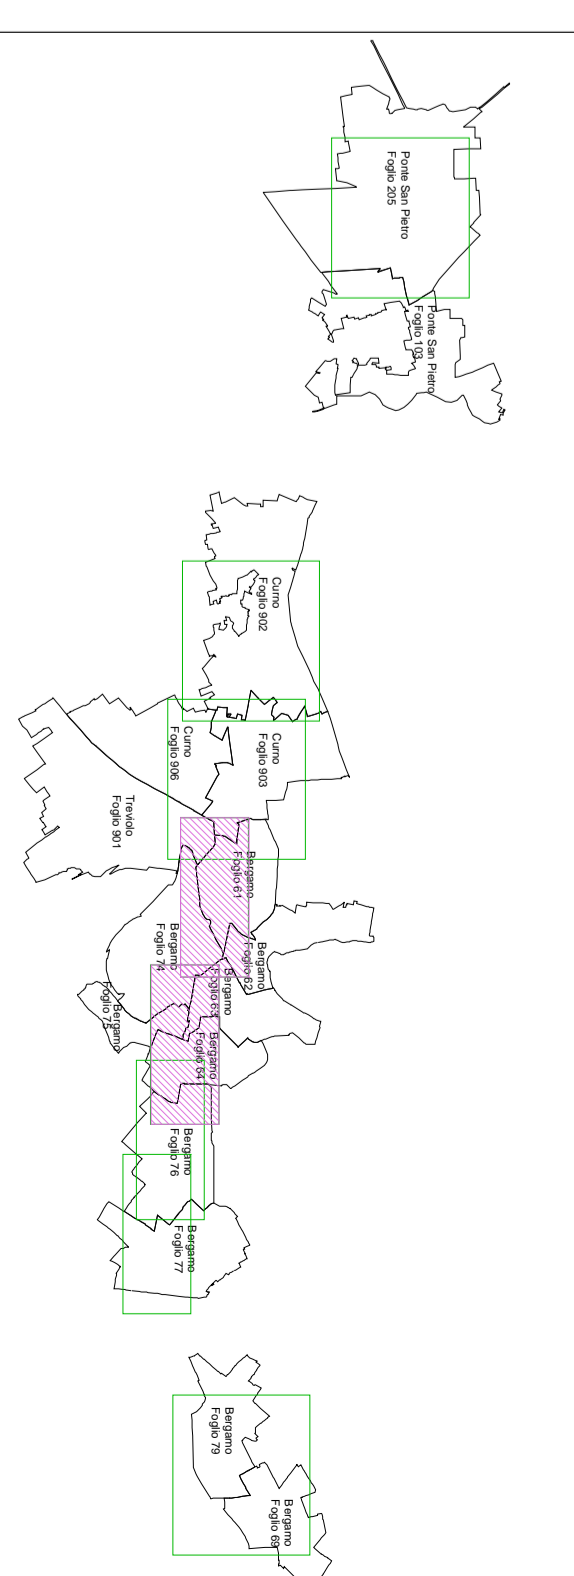 Ponte San Pietro
Foglio 205
Ponte San Pietro
Foglio 103
Curno
Foglio 902
Curno
Foglio 903
Curno
Foglio 906
Treviolo
Foglio 901
Bergamo
Foglio 61
Bergamo
Foglio 62
Bergamo
Foglio 74
Bergamo
Foglio 63
Bergamo
Foglio 75
Bergamo
Foglio 64
Bergamo
Foglio 76
Bergamo
Foglio 77
Bergamo
Foglio 79
Bergamo
Foglio 69